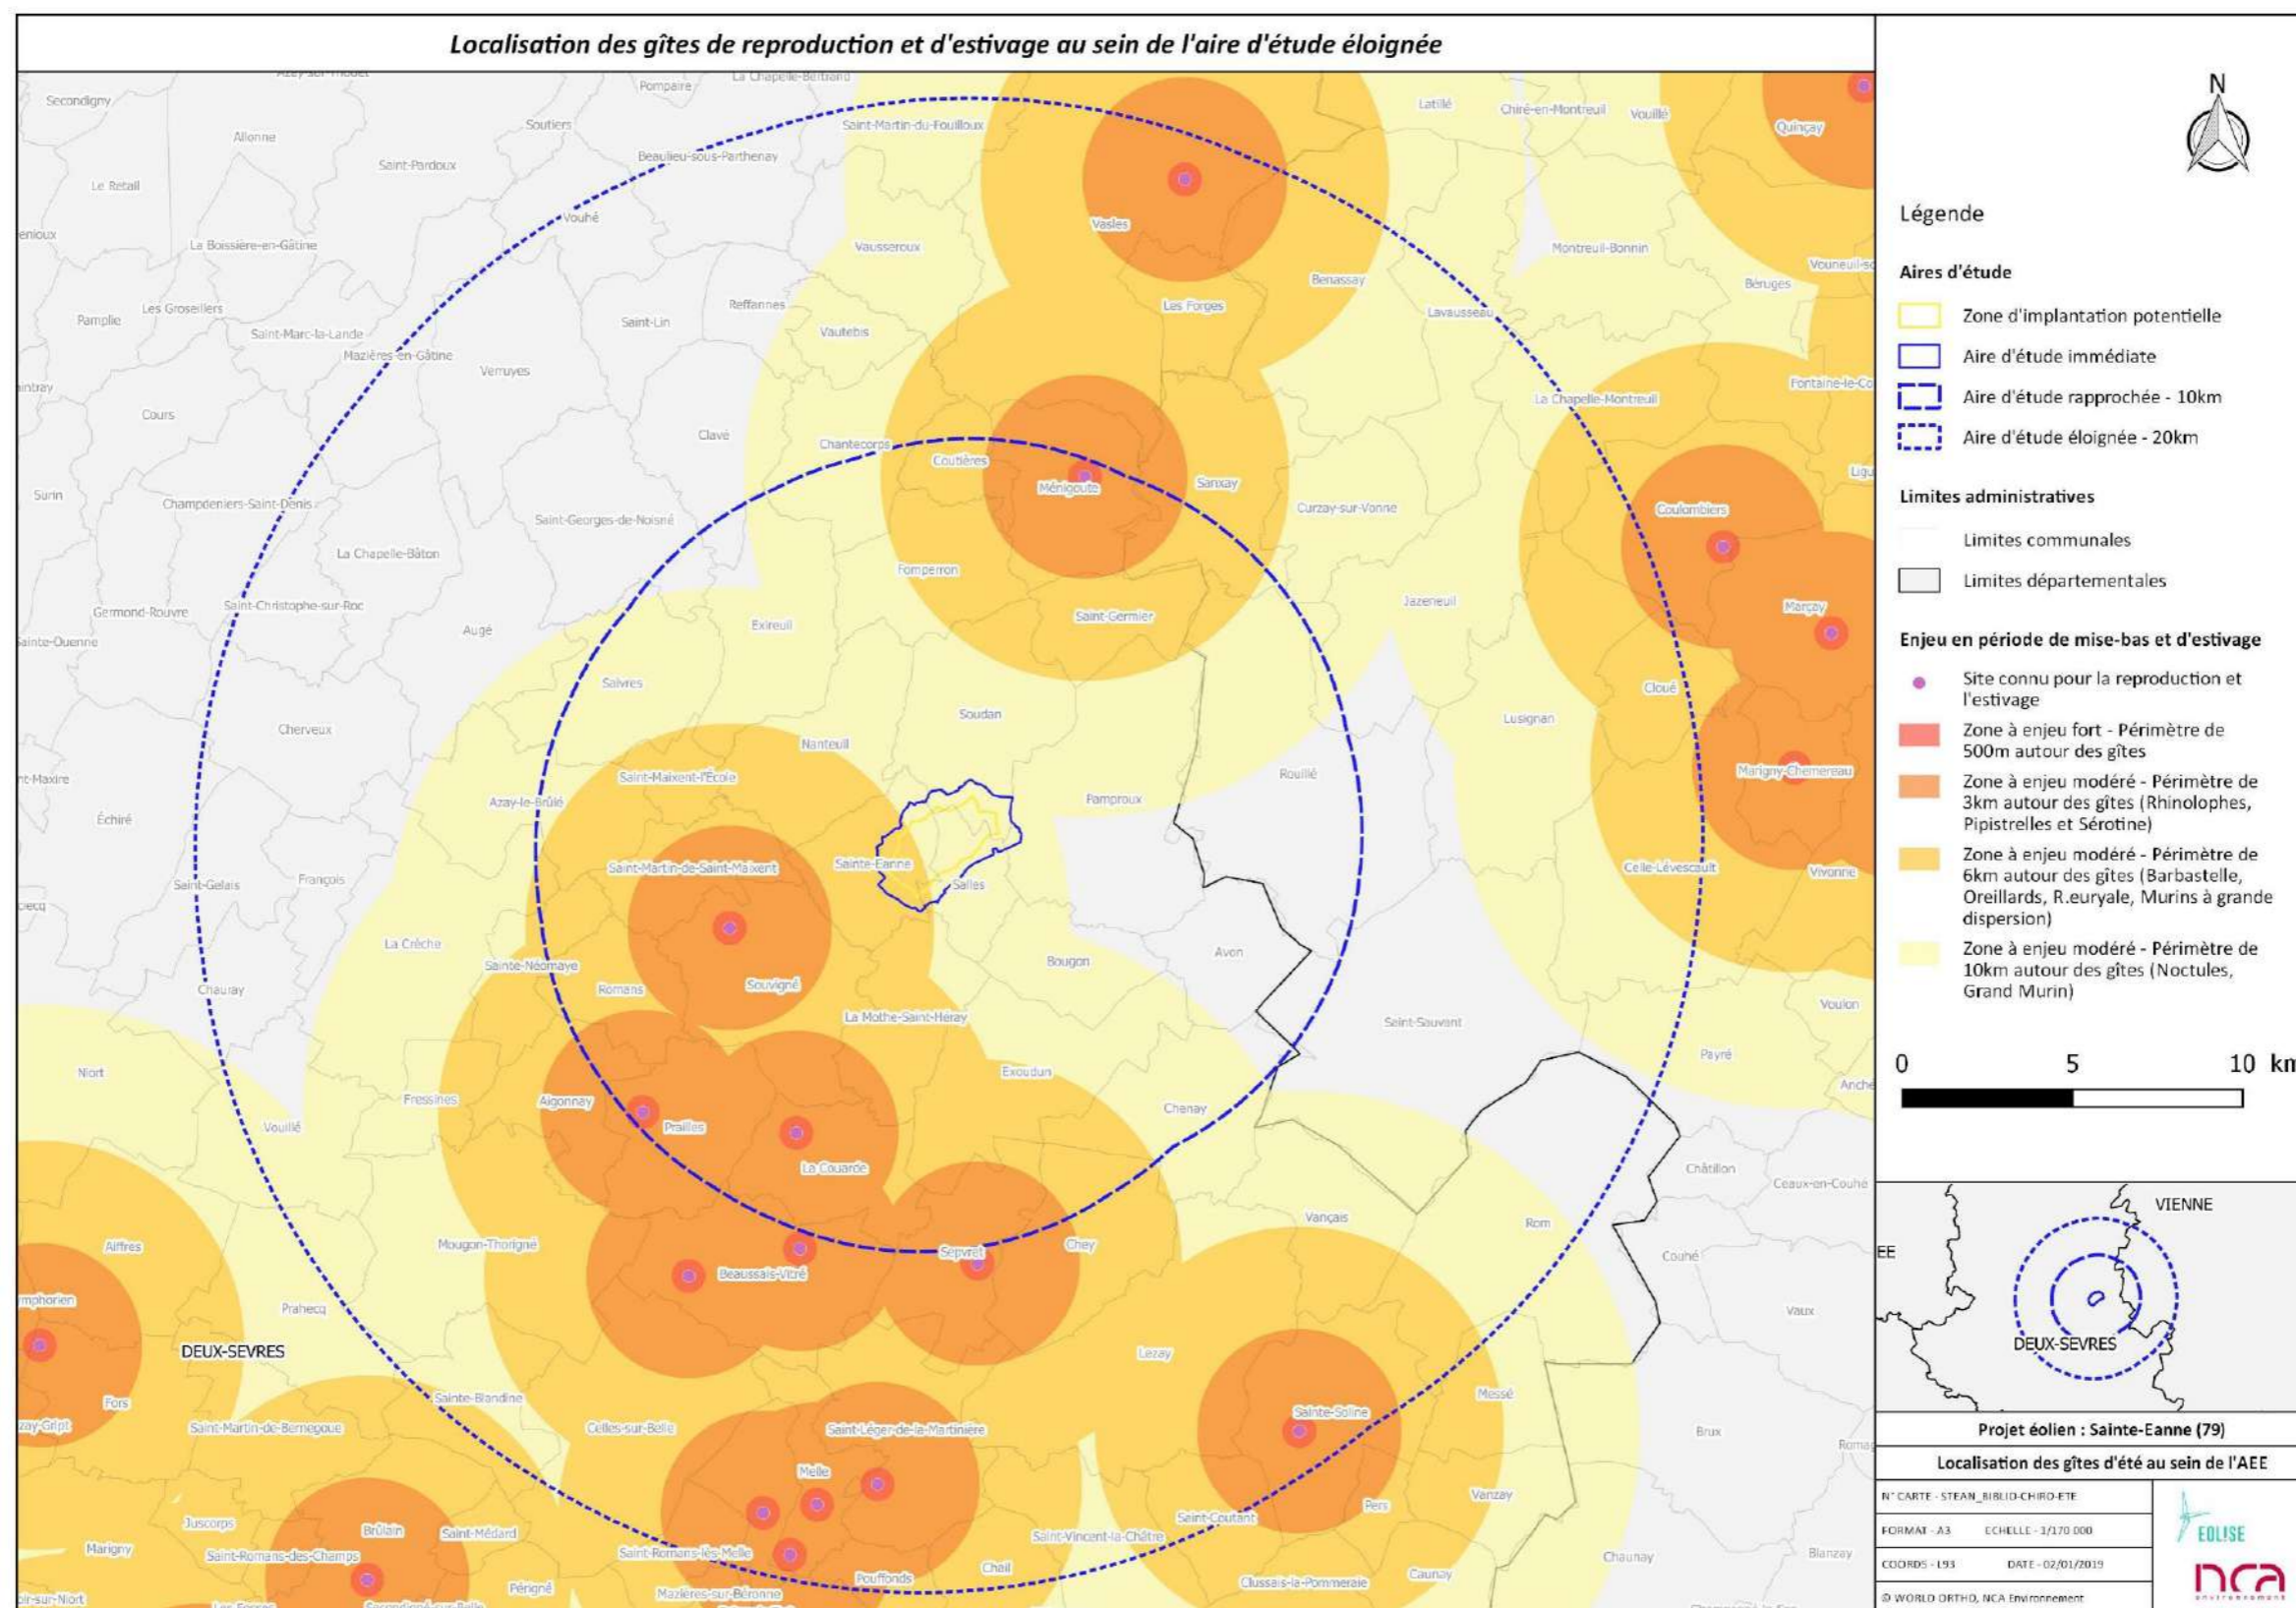 Localisation des gîtes de reproduction et d'estivage au sein de l'aire d'étude éloignée
La Chapelle-Bertrand
Pompaire
Secondigny
Latillé
Chiré-en-Montreuil
Vouillé
Soutiers
Saint-Martin-du-Fouilloux
Quinçay
Allonne
Beaulieu-sous-Parthenay
Saint-Pardoux
Le Retail
Vouhé
Vasles
La Boissière-en-Gâtine
Vausseroux
Montreuil-Bonnin
Benassay
Béruges
Les Forges
Reffannes
Les Groseillers
Pamplie
Saint-Lin
Lavausseau
Saint-Marc-la-Lande
Vautebis
Mazières-en-Gâtine
Verruyes
La Chapelle-Montreuil
Cours
Clavé
Chantecorps
Coutières
Ménigoute
Sanxay
Surin
Champdeniers-Saint-Denis
Curzay-sur-Vonne
Coulombiers
Saint-Georges-de-Noisné
La Chapelle-Bâton
Fomperron
Germond-Rouvre
Saint-Christophe-sur-Roc
Jazeneuil
Marçay
Saint-Germier
Exireuil
Augé
Saivres
Cloué
Soudan
Lusignan
Cherveux
Nanteuil
Saint-Maixent-l'École
Rouillé
Marigny-Chemereau
Azay-le-Brûlé
Pamproux
Échiré
Saint-Martin-de-Saint-Maixent
Sainte-Eanne
Celle-Lévescault
Vivonne
Saint-Gelais
François
Salles
La Crèche
Avon
Bougon
Sainte-Néomaye
Romans
Souvigné
Chauray
Voulon
La Mothe-Saint-Héray
Saint-Sauvant
Payré
Niort
Exoudun
Fressines
Aigonnay
Chenay
Vouillé
Prailles
La Couarde
Châtillon
Ceaux-en-Couhé
Vançais
Rom
Aiffres
Mougon-Thorigné
Sepvret
Chey
Couhé
Beaussais-Vitré
Prahecq
Vaux
DEUX-SEVRES
Lezay
Messé
Sainte-Blandine
Fors
Sainte-Soline
Saint-Martin-de-Bernegoue
Celles-sur-Belle
Saint-Léger-de-la-Martinière
Brux
Melle
Vanzay
Pers
Saint-Coutant
Juscorps
Brûlain
Saint-Médard
Saint-Vincent-la-Châtre
Marigny
Saint-Romans-des-Champs
Saint-Romans-lès-Melle
Chaunay
Blanzay
Chail
Pouffonds
Caunay
Périgné
Mazières-sur-Béronne
Clussais-la-Pommeraie
N
Légende
Aires d'étude
Zone d'implantation potentielle
Aire d'étude immédiate
Aire d'étude rapprochée - 10km
Aire d'étude éloignée - 20km
Limites administratives
Limites communales
Limites départementales
Enjeu en période de mise-bas et d'estivage
Site connu pour la reproduction et
l'estivage
Zone à enjeu fort - Périmètre de
500m autour des gîtes
Zone à enjeu modéré - Périmètre de
3km autour des gîtes (Rhinolophes,
Pipistrelles et Sérotine)
Zone à enjeu modéré - Périmètre de
6km autour des gîtes (Barbastelle,
Oreillards, R.euryale, Murins à grande
dispersion)
Zone à enjeu modéré - Périmètre de
10km autour des gîtes (Noctules,
Grand Murin)
0 5 10 km
VIENNE
EE
DEUX-SEVRES
Projet éolien : Sainte-Eanne (79)
Localisation des gîtes d'été au sein de l'AEE
N° CARTE - STEAN_BIBLIO-CHIRO-ETE
FORMAT - A3 ECHELLE - 1/170 000
COORDS - L93 DATE - 02/01/2019
© WORLD ORTHO, NCA Environnement
EOLISE
nca
environnement